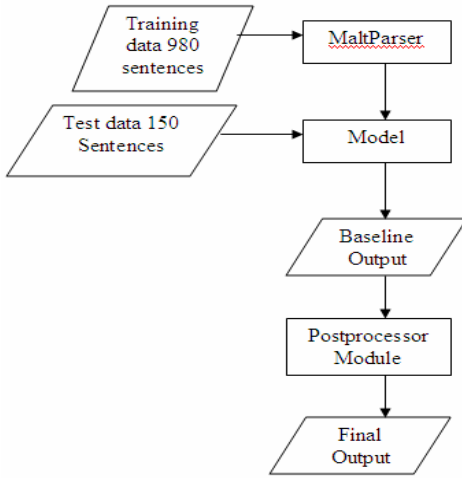 Training
data 980
sentences
MaltParser
Test data 150
Sentences
Model
Baseline
Output
Postprocessor
Module
Final
Output